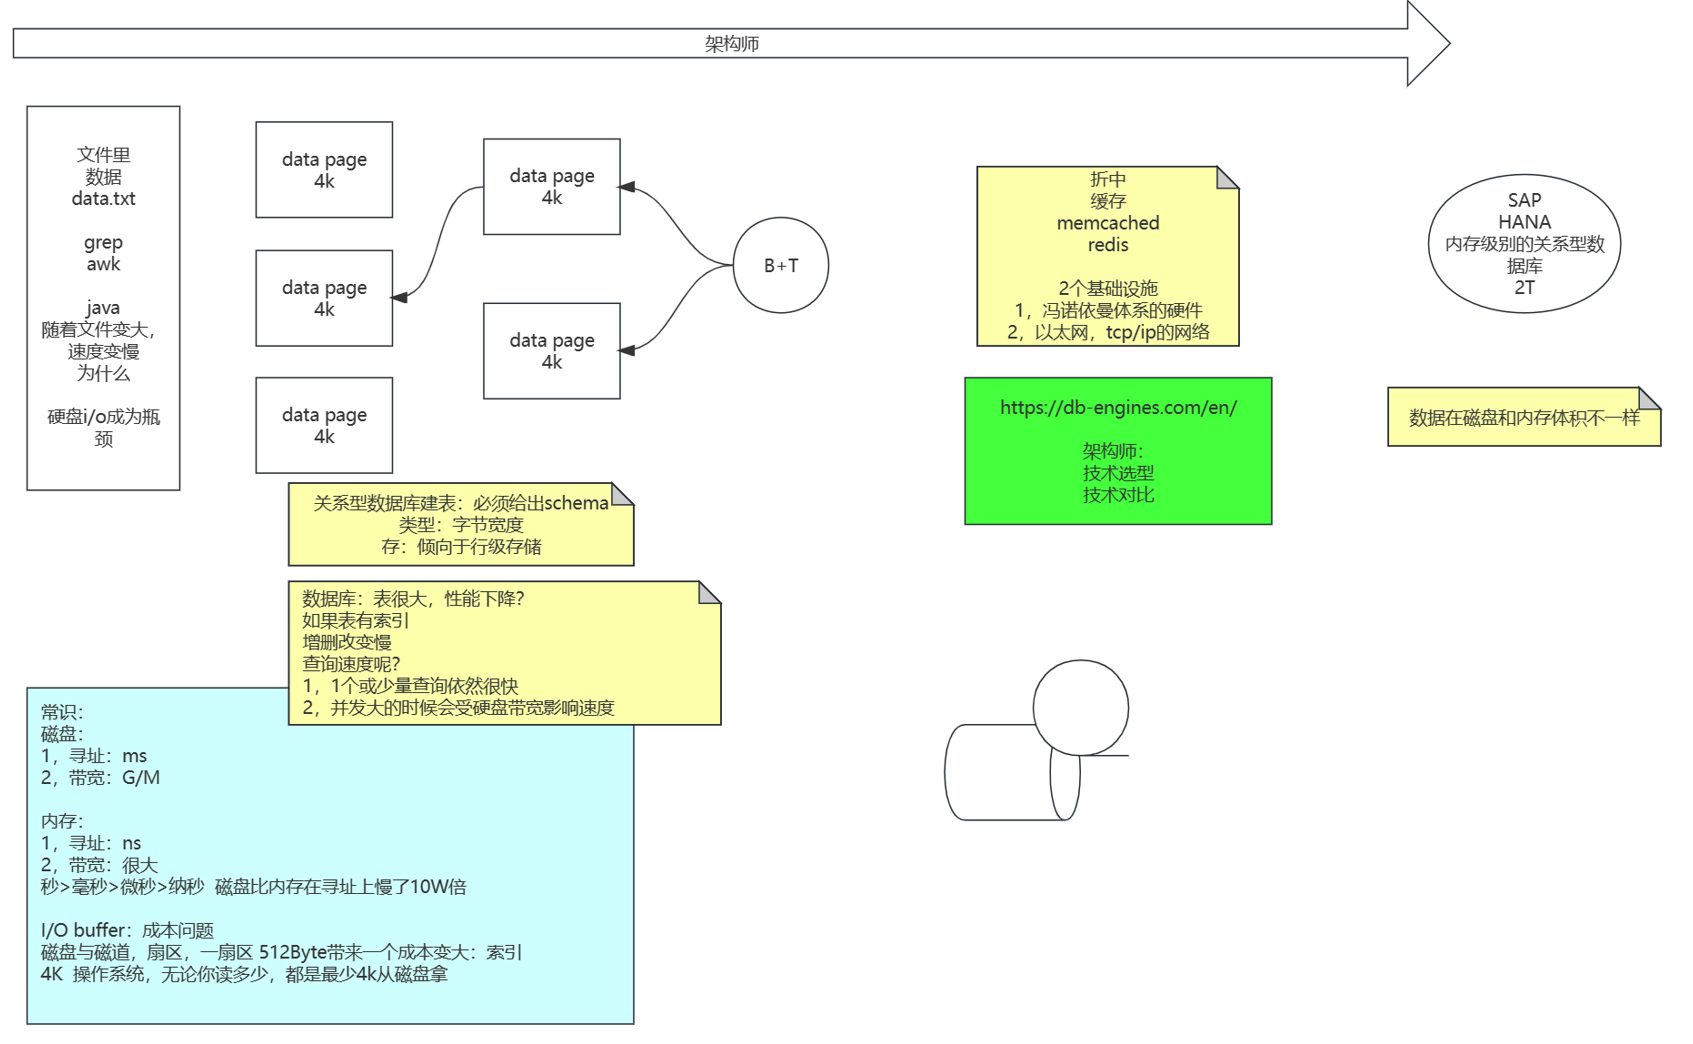 架构师
文件里
数据
data.txt
grep
awk
java
随着文件变大，
速度变慢
为什么
硬盘i/o成为瓶
颈
data page
4k
data page
4k
data page
4k
data page
4k
data page
4k
B+T
关系型数据库建表：必须给出schema
类型：字节宽度
存：倾向于行级存储
数据库：表很大，性能下降？
如果表有索引
增删改变慢
查询速度呢？
1，1个或少量查询依然很快
2，并发大的时候会受硬盘带宽影响速度
常识：
磁盘：
1，寻址：ms
2，带宽：G/M
内存：
1，寻址：ns
2，带宽：很大
秒>毫秒>微秒>纳秒  磁盘比内存在寻址上慢了10W倍
I/O buffer：成本问题
磁盘与磁道，扇区，一扇区 512Byte带来一个成本变大：索引
4K  操作系统，无论你读多少，都是最少4k从磁盘拿
折中
缓存
memcached
redis
2个基础设施
1，冯诺依曼体系的硬件
2，以太网，tcp/ip的网络
https://db-engines.com/en/
架构师：
技术选型
技术对比
SAP
HANA
内存级别的关系型数
据库
2T
数据在磁盘和内存体积不一样